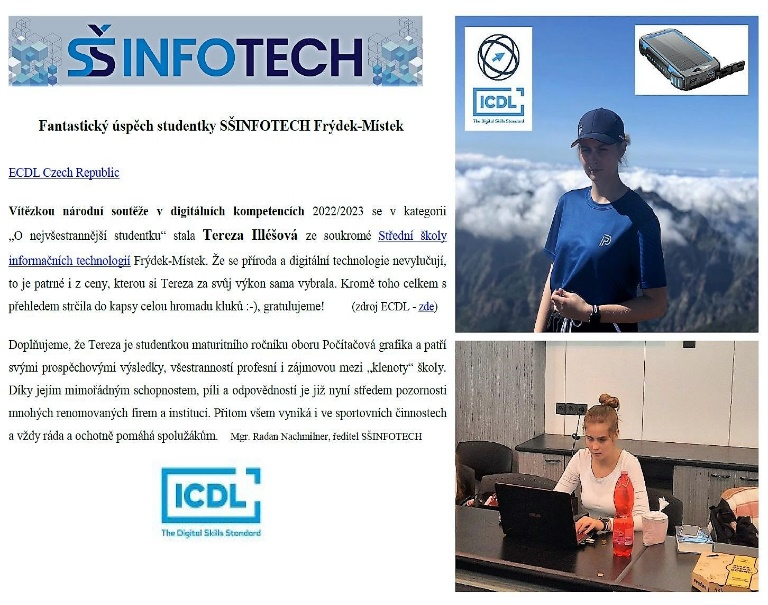 SŠINFOTECH
Fantastický úspěch studentky SŠINFOTECH Frýdek-Místek
ECDL Czech Republic
Vítězkou národní soutěže v digitálních kompetencích 2022/2023 se v kategorii
„O nejvšestrannější studentku“ stala Tereza Illéšová ze soukromé Střední školy
informačních technologií Frýdek-Místek. Že se příroda a digitální technologie nevylučují,
to je patrné i z ceny, kterou si Tereza za svůj výkon sama vybrala. Kromě toho celkem s
přehledem strčila do kapsy celou hromadu kluků :-), gratulujeme! (zdroj ECDL - zde)
Doplňujeme, že Tereza je studentkou maturitního ročníku oboru Počítačová grafika a patří
svými prospěchovými výsledky, všestranností profesní i zájmovou mezi „klenoty“ školy.
Díky jejím mimořádným schopnostem, píli a odpovědností je již nyní středem pozornosti
mnohých renomovaných firem a institucí. Přitom všem vyniká i ve sportovních činnostech
a vždy ráda a ochotně pomáhá spolužákům. Mgr. Radan Nachmilner, ředitel SŠINFOTECH
ICDL
The Digital Skills Standard
ICDL
The Digital Skills Standard
P